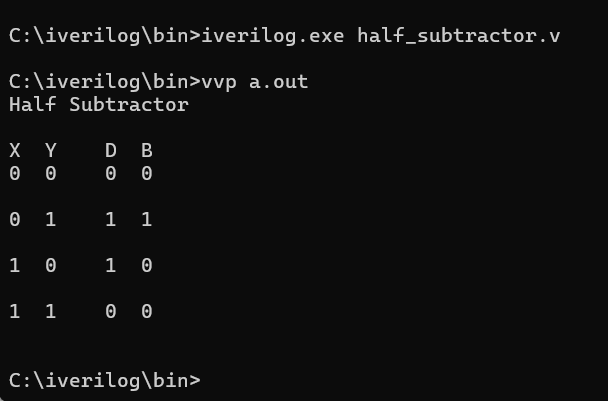 C:\iverilog\bin>iverilog.exe half_subtractor.v
C:\iverilog\bin>vvp a.out
Half Subtractor
X  Y    D  B
0  0    0  0
0  1    1  1
1  0    1  0
1  1    0  0
C:\iverilog\bin>